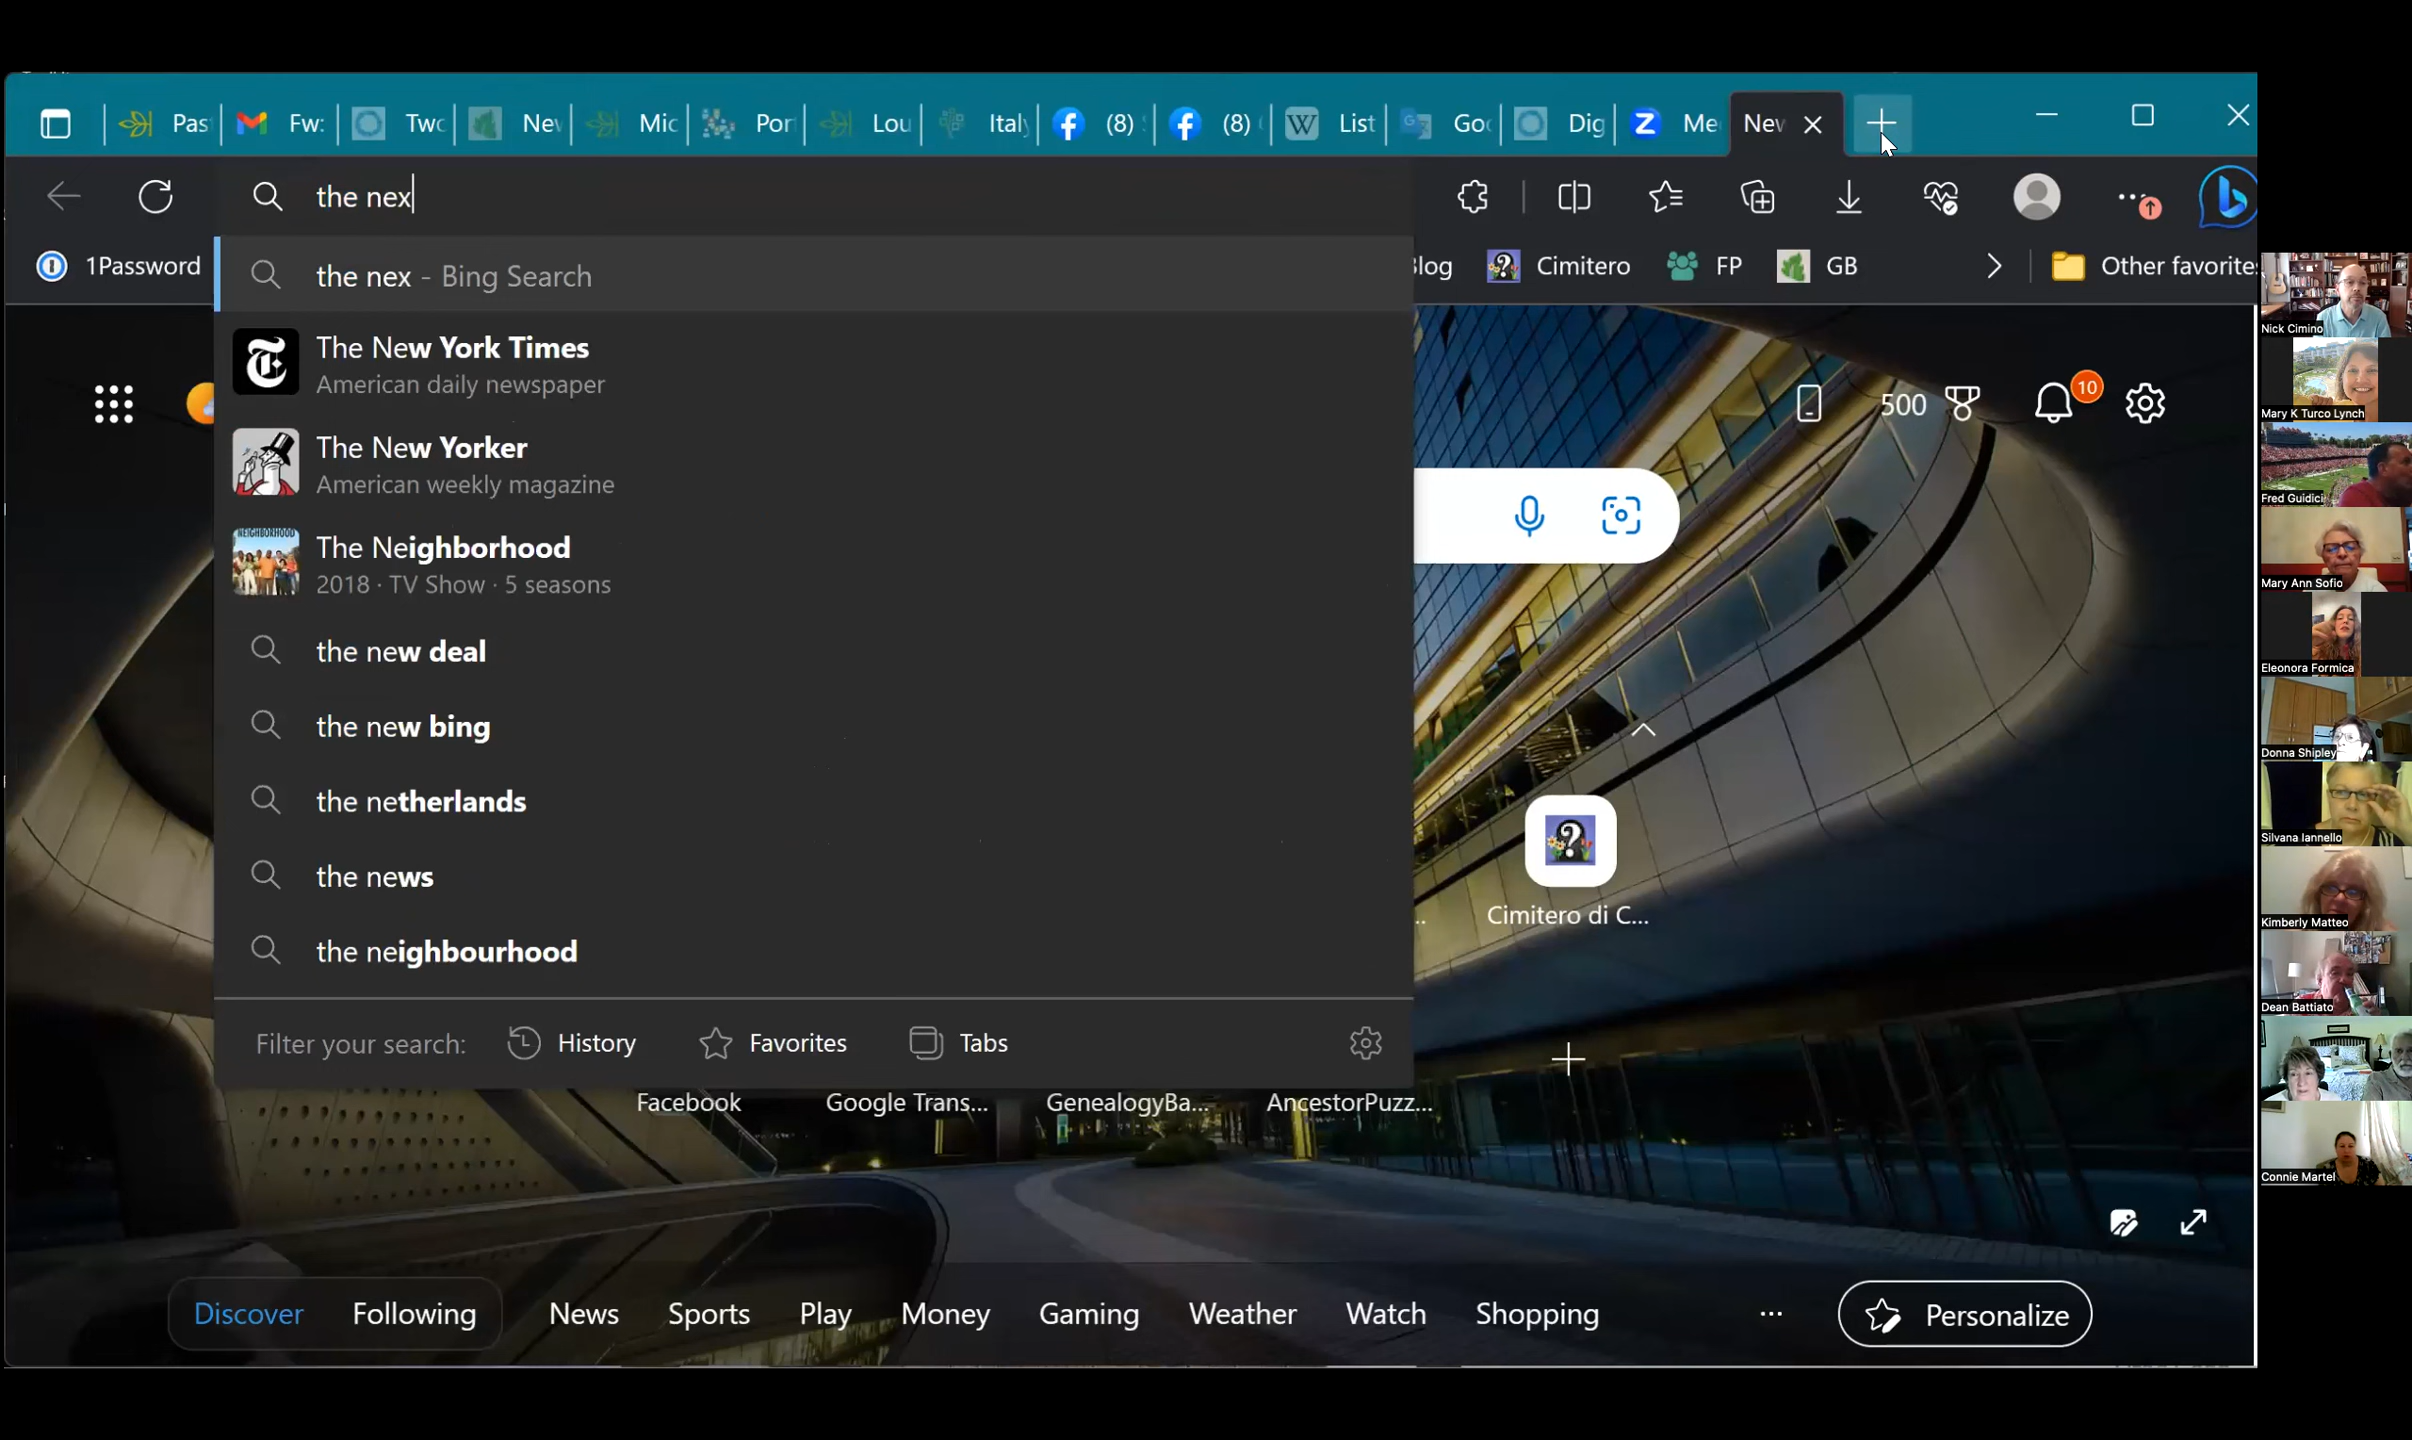 Pas
Fw:
Twc
Nev
Mic
Por
Lou
Ital
(8)
(8)
List
Goo
Dig
Me
Nev
the nex
1Password
Blog
Cimitero
FP
GB
Other favorites
the nex - Bing Search
The New York Times
American daily newspaper
The New Yorker
American weekly magazine
NEIGHBORHOOD
The Neighborhood
2018 · TV Show · 5 seasons
the new deal
the new bing
the netherlands
the news
the neighbourhood
Filter your search:
History
Favorites
Tabs
500
10
Cimitero di C...
Facebook
Google Trans...
GenealogyBa...
AncestorPuzz...
Discover
Following
News
Sports
Play
Money
Gaming
Weather
Watch
Shopping
...
Personalize
Nick Cimino
Mary K Turco Lynch
Fred Guidici
Mary Ann Sofio
Eleonora Formica
Donna Shipley
Silvana Iannello
Kimberly Matteo
Dean Battiato
Connie Martel